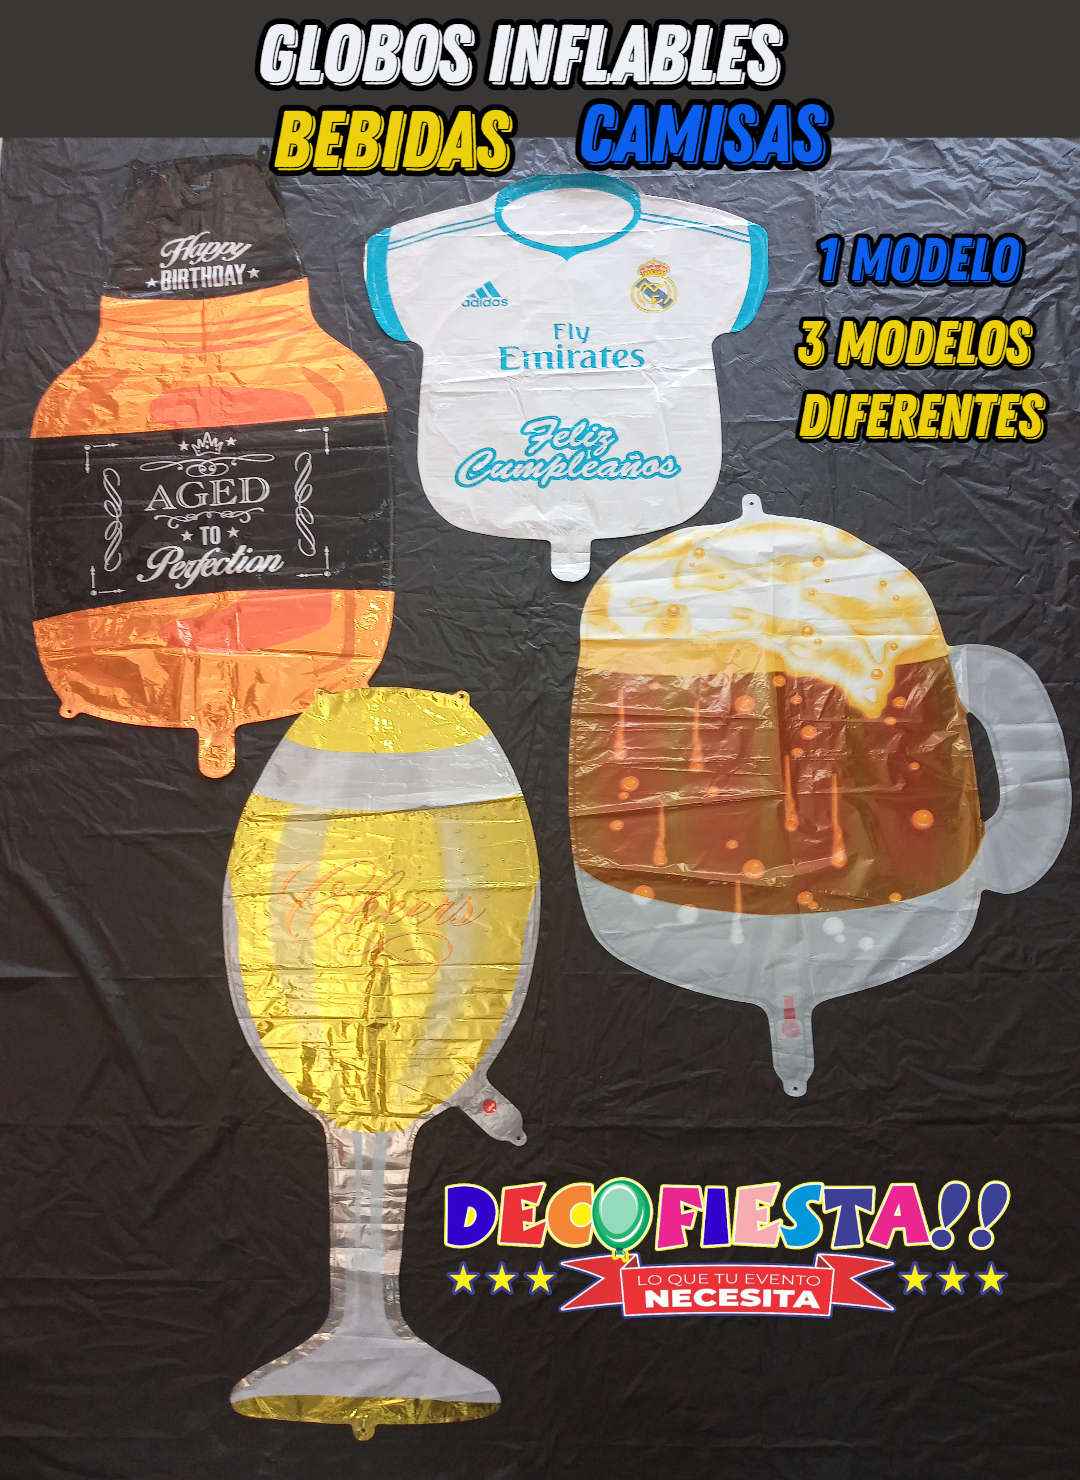 GLOBOS INFLABLES
BEBIDAS CAMISAS
1 MODELO
3 MODELOS
DIFERENTES
Happy
BIRTHDAY
AGED
TO
Perfection
adidas
Fly
Emirates
Feliz
Cumpleaños
Cheers
DECOFIESTA!!
LO QUE TU EVENTO
NECESITA